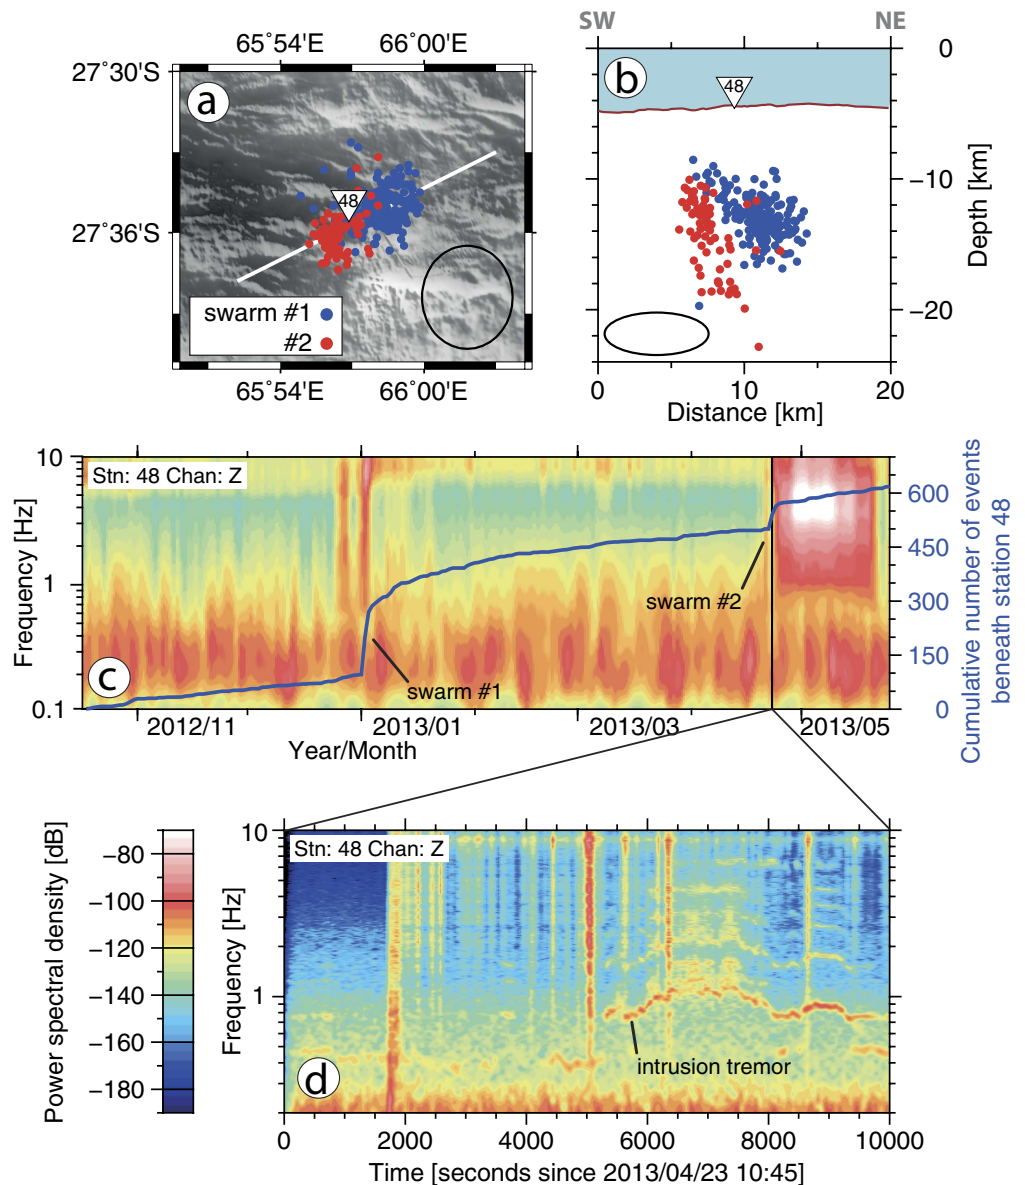 SW NE
65˚54'E 66˚00'E
27˚30'S
27˚36'S
a
48
swarm #1
#2
65˚54'E 66˚00'E
b
48
0
−10
−20
Depth [km]
0 10 20
Distance [km]
Stn: 48 Chan: Z
10
1
0.1
Frequency [Hz]
c
swarm #1
swarm #2
600
450
300
150
0
Cumulative number of events
beneath station 48
2012/11 2013/01 2013/03 2013/05
Year/Month
−80
−100
−120
−140
−160
−180
Power spectral density [dB]
Stn: 48 Chan: Z
10
1
Frequency [Hz]
d
intrusion tremor
0 2000 4000 6000 8000 10000
Time [seconds since 2013/04/23 10:45]